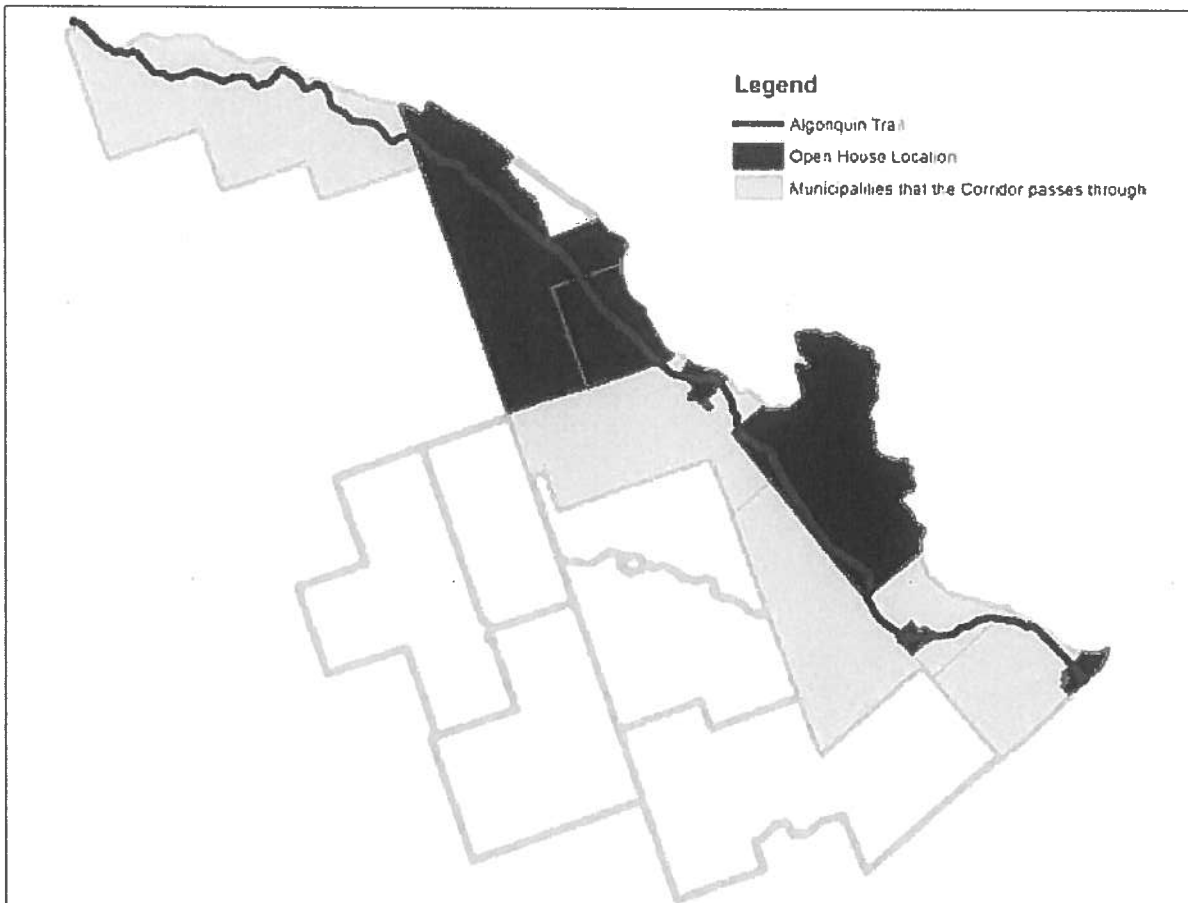 Legend
Algonquin Trail
Open House Location
Municipalities that the Corridor passes through